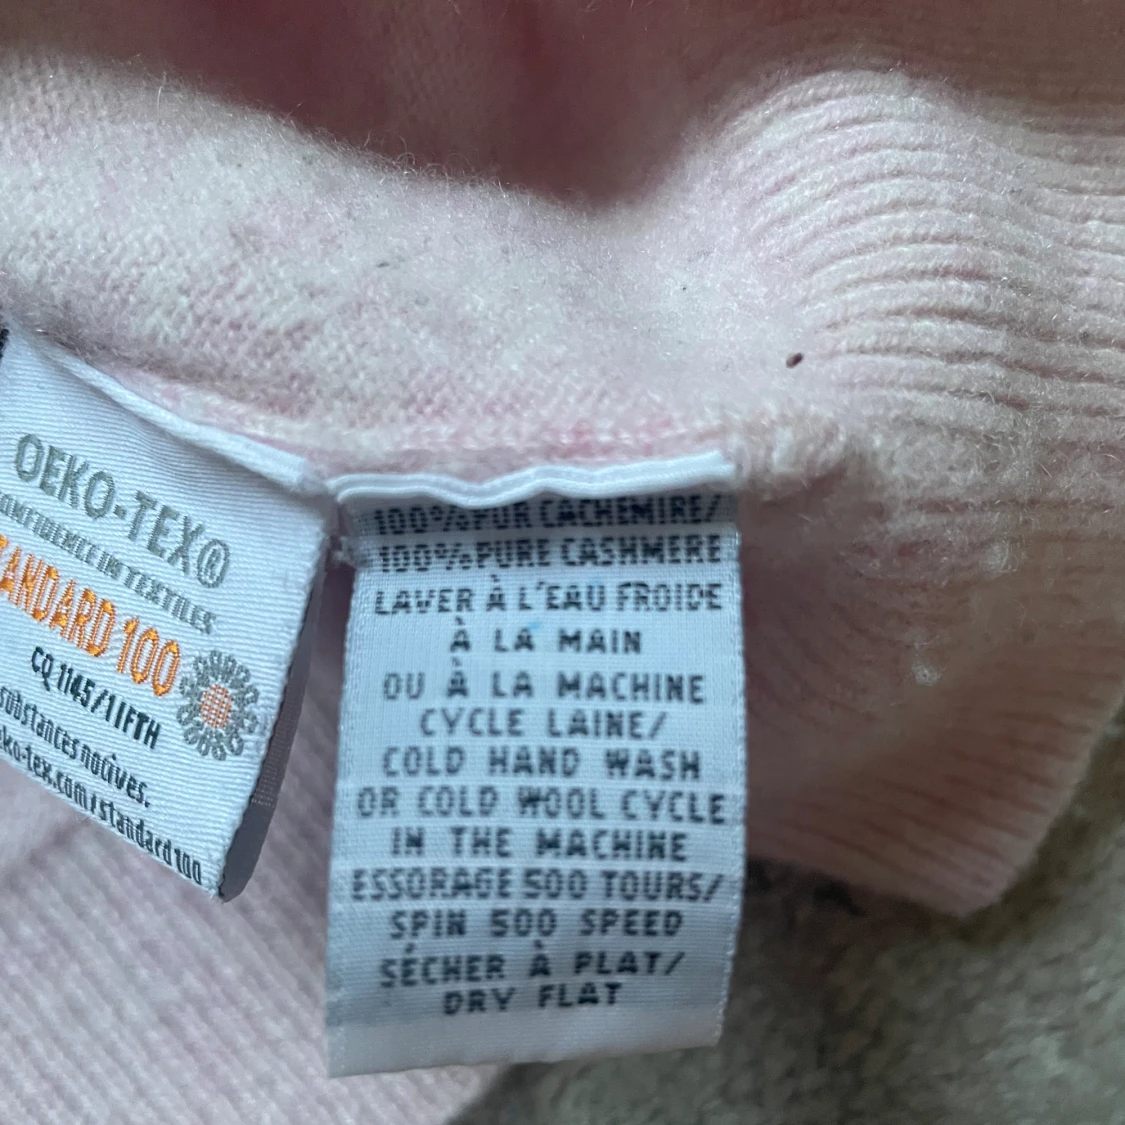 OEKO-TEX®
CONFIDENCE IN TEXTILES
STANDARD 100
CQ 1145/1 IFTH
substances nocives.
oeko-tex.com/standard100
100%PUR CACHEMIRE/
100%PURE CASHMERE
LAVER À L'EAU FROIDE
À LA MAIN
OU À LA MACHINE
CYCLE LAINE/
COLD HAND WASH
OR COLD WOOL CYCLE
IN THE MACHINE
ESSORAGE 500 TOURS/
SPIN 500 SPEED
SÉCHER À PLAT/
DRY FLAT